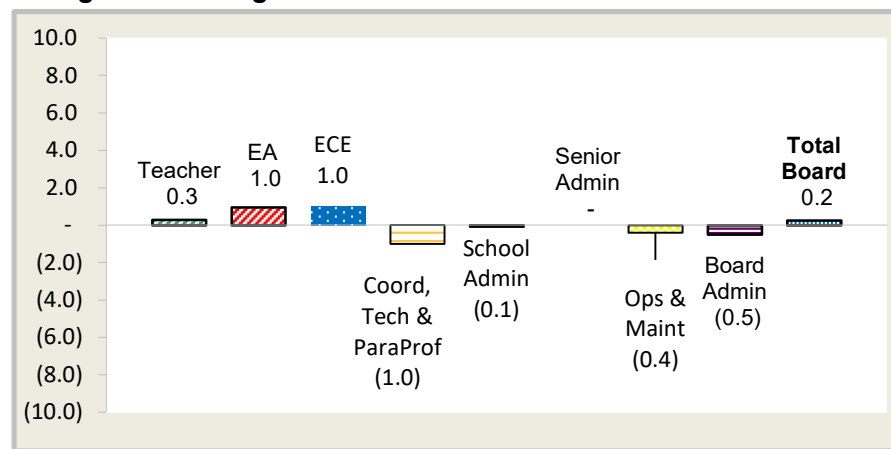 10.0
8.0
6.0
4.0
2.0
-
(2.0)
(4.0)
(6.0)
(8.0)
(10.0)
Teacher
0.3
EA
1.0
ECE
1.0
Coord,
Tech &
ParaProf
(1.0)
School
Admin
(0.1)
Senior
Admin
-
Ops &
Maint
(0.4)
Board
Admin
(0.5)
Total
Board
0.2